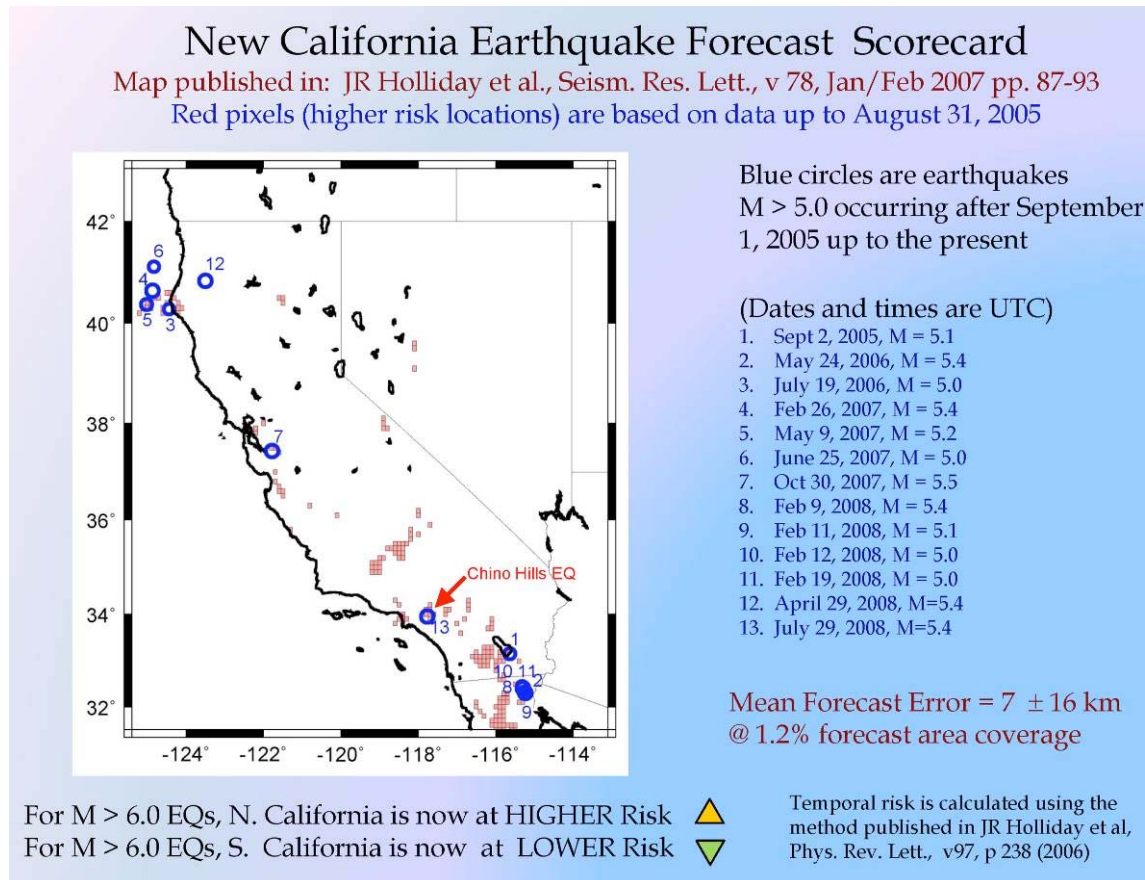 New California Earthquake Forecast Scorecard
Map published in: JR Holliday et al., Seism. Res. Lett., v 78, Jan/Feb 2007 pp. 87-93
Red pixels (higher risk locations) are based on data up to August 31, 2005
Blue circles are earthquakes
M > 5.0 occurring after September
1, 2005 up to the present
(Dates and times are UTC)
1. Sept 2, 2005, M = 5.1
2. May 24, 2006, M = 5.4
3. July 19, 2006, M = 5.0
4. Feb 26, 2007, M = 5.4
5. May 9, 2007, M = 5.2
6. June 25, 2007, M = 5.0
7. Oct 30, 2007, M = 5.5
8. Feb 9, 2008, M = 5.4
9. Feb 11, 2008, M = 5.1
10. Feb 12, 2008, M = 5.0
11. Feb 19, 2008, M = 5.0
12. April 29, 2008, M=5.4
13. July 29, 2008, M=5.4
42°
40°
38°
36°
34°
32°
6
12
4
5
3
7
Chino Hills EQ
13
1
10 11
8 2
9
-124
-122
-120
-118
-116
-114
Mean Forecast Error = 7 ± 16 km
@ 1.2% forecast area coverage
For M > 6.0 EQs, N. California is now at HIGHER Risk
For M > 6.0 EQs, S. California is now at LOWER Risk
Temporal risk is calculated using the
method published in JR Holliday et al,
Phys. Rev. Lett., v97, p 238 (2006)